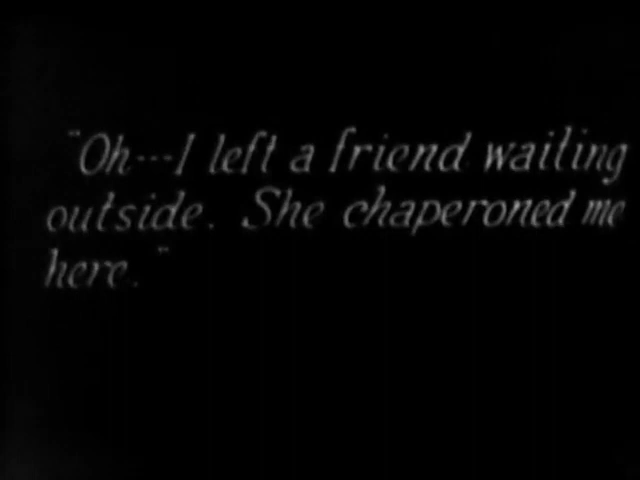 "Oh---I left a friend waiting
outside. She chaperoned me
here."